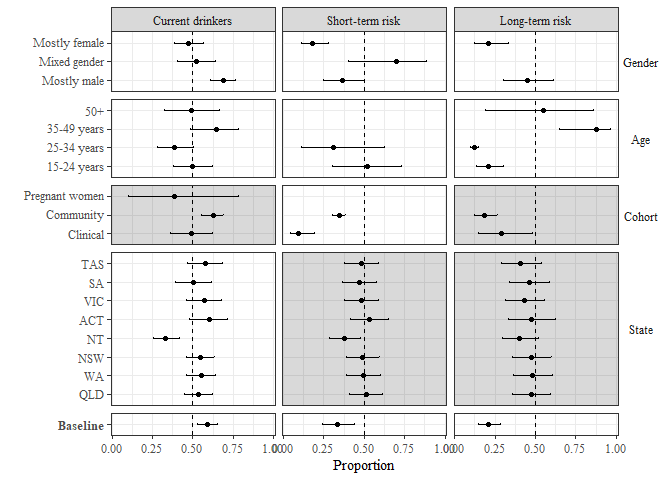 Current drinkers Short-term risk Long-term risk
Mostly female
Mixed gender
Mostly male
Gender
50+
35-49 years
25-34 years
15-24 years
Age
Pregnant women
Community
Clinical
Cohort
TAS
SA
VIC
ACT
NT
NSW
WA
QLD
State
Baseline
0.00 0.25 0.50 0.75 1.00 0.00 0.25 0.50 0.75 1.00 0.00 0.25 0.50 0.75 1.00
Proportion